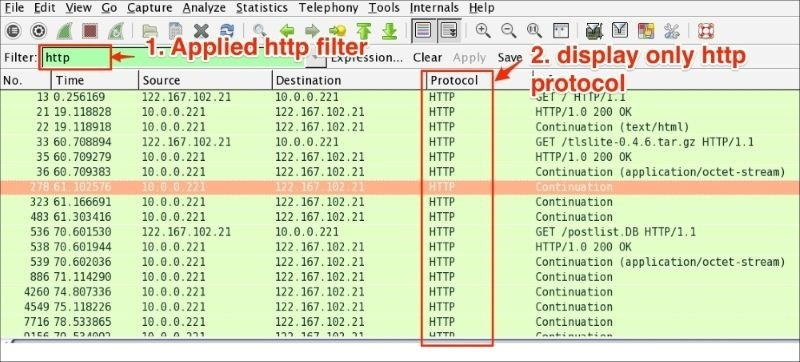 File Edit View Go Capture Analyze Statistics Telephony Tools Internals Help
1. Applied http filter
2. display only http protocol
Filter: http Expression... Clear Apply Save
No. Time Source Destination Protocol
13 0.256169 122.167.102.21 10.0.0.221 HTTP GET / HTTP/1.1
21 19.118828 10.0.0.221 122.167.102.21 HTTP HTTP/1.0 200 OK
22 19.118918 10.0.0.221 122.167.102.21 HTTP Continuation (text/html)
33 60.708894 122.167.102.21 10.0.0.221 HTTP GET /tlslite-0.4.6.tar.gz HTTP/1.1
35 60.709279 10.0.0.221 122.167.102.21 HTTP HTTP/1.0 200 OK
36 60.709383 10.0.0.221 122.167.102.21 HTTP Continuation (application/octet-stream)
278 61.102576 10.0.0.221 122.167.102.21 HTTP Continuation
323 61.166691 10.0.0.221 122.167.102.21 HTTP Continuation
483 61.303416 10.0.0.221 122.167.102.21 HTTP Continuation
536 70.601530 122.167.102.21 10.0.0.221 HTTP GET /postlist.DB HTTP/1.1
538 70.601944 10.0.0.221 122.167.102.21 HTTP HTTP/1.0 200 OK
539 70.602036 10.0.0.221 122.167.102.21 HTTP Continuation (application/octet-stream)
886 71.114290 10.0.0.221 122.167.102.21 HTTP Continuation
4260 74.807336 10.0.0.221 122.167.102.21 HTTP Continuation
4549 75.118226 10.0.0.221 122.167.102.21 HTTP Continuation
7716 78.533865 10.0.0.221 122.167.102.21 HTTP Continuation
10.0.0.221 122.167.102.21 HTTP Continuation